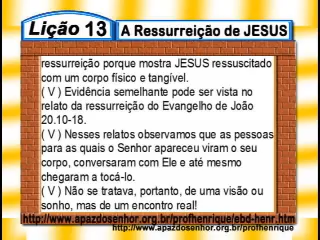 Lição 13 A Ressurreição de JESUS
ressurreição porque mostra JESUS ressuscitado
com um corpo físico e tangível.
( V ) Evidência semelhante pode ser vista no
relato da ressurreição do Evangelho de João
20.10-18.
( V ) Nesses relatos observamos que as pessoas
para as quais o Senhor apareceu viram o seu
corpo, conversaram com Ele e até mesmo
chegaram a tocá-lo.
( V ) Não se tratava, portanto, de uma visão ou
sonho, mas de um encontro real!
http://www.apazdosenhor.org.br/profhenrique/ebd-henr.htm
http://www.apazdosenhor.org.br/profhenrique